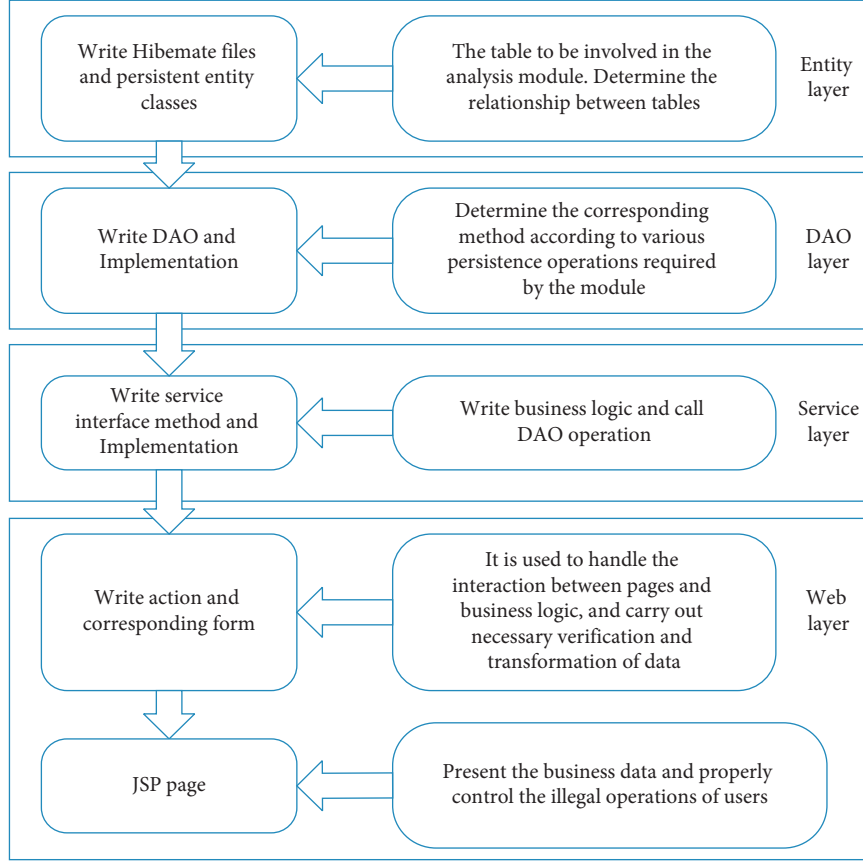 Write Hibemate files
and persistent entity
classes
The table to be involved in the
analysis module. Determine the
relationship between tables
Entity
layer
Write DAO and
Implementation
Determine the corresponding
method according to various
persistence operations required
by the module
DAO
layer
Write service
interface method and
Implementation
Write business logic and call
DAO operation
Service
layer
Write action and
corresponding form
It is used to handle the
interaction between pages and
business logic, and carry out
necessary verification and
transformation of data
Web
layer
JSP page
Present the business data and properly
control the illegal operations of users